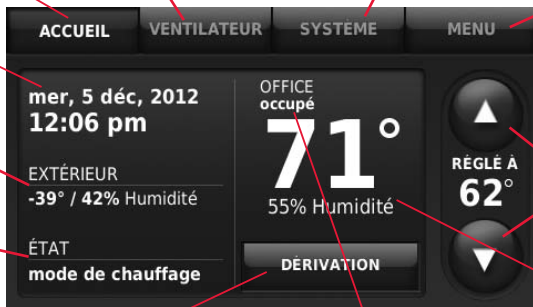 ACCUEIL
VENTILATEUR
SYSTÈME
MENU
mer, 5 déc, 2012
12:06 pm
EXTÉRIEUR
-39° / 42% Humidité
ÉTAT
mode de chauffage
OFFICE
occupé
71°
55% Humidité
DÉRIVATION
RÉGLÉ À
62°